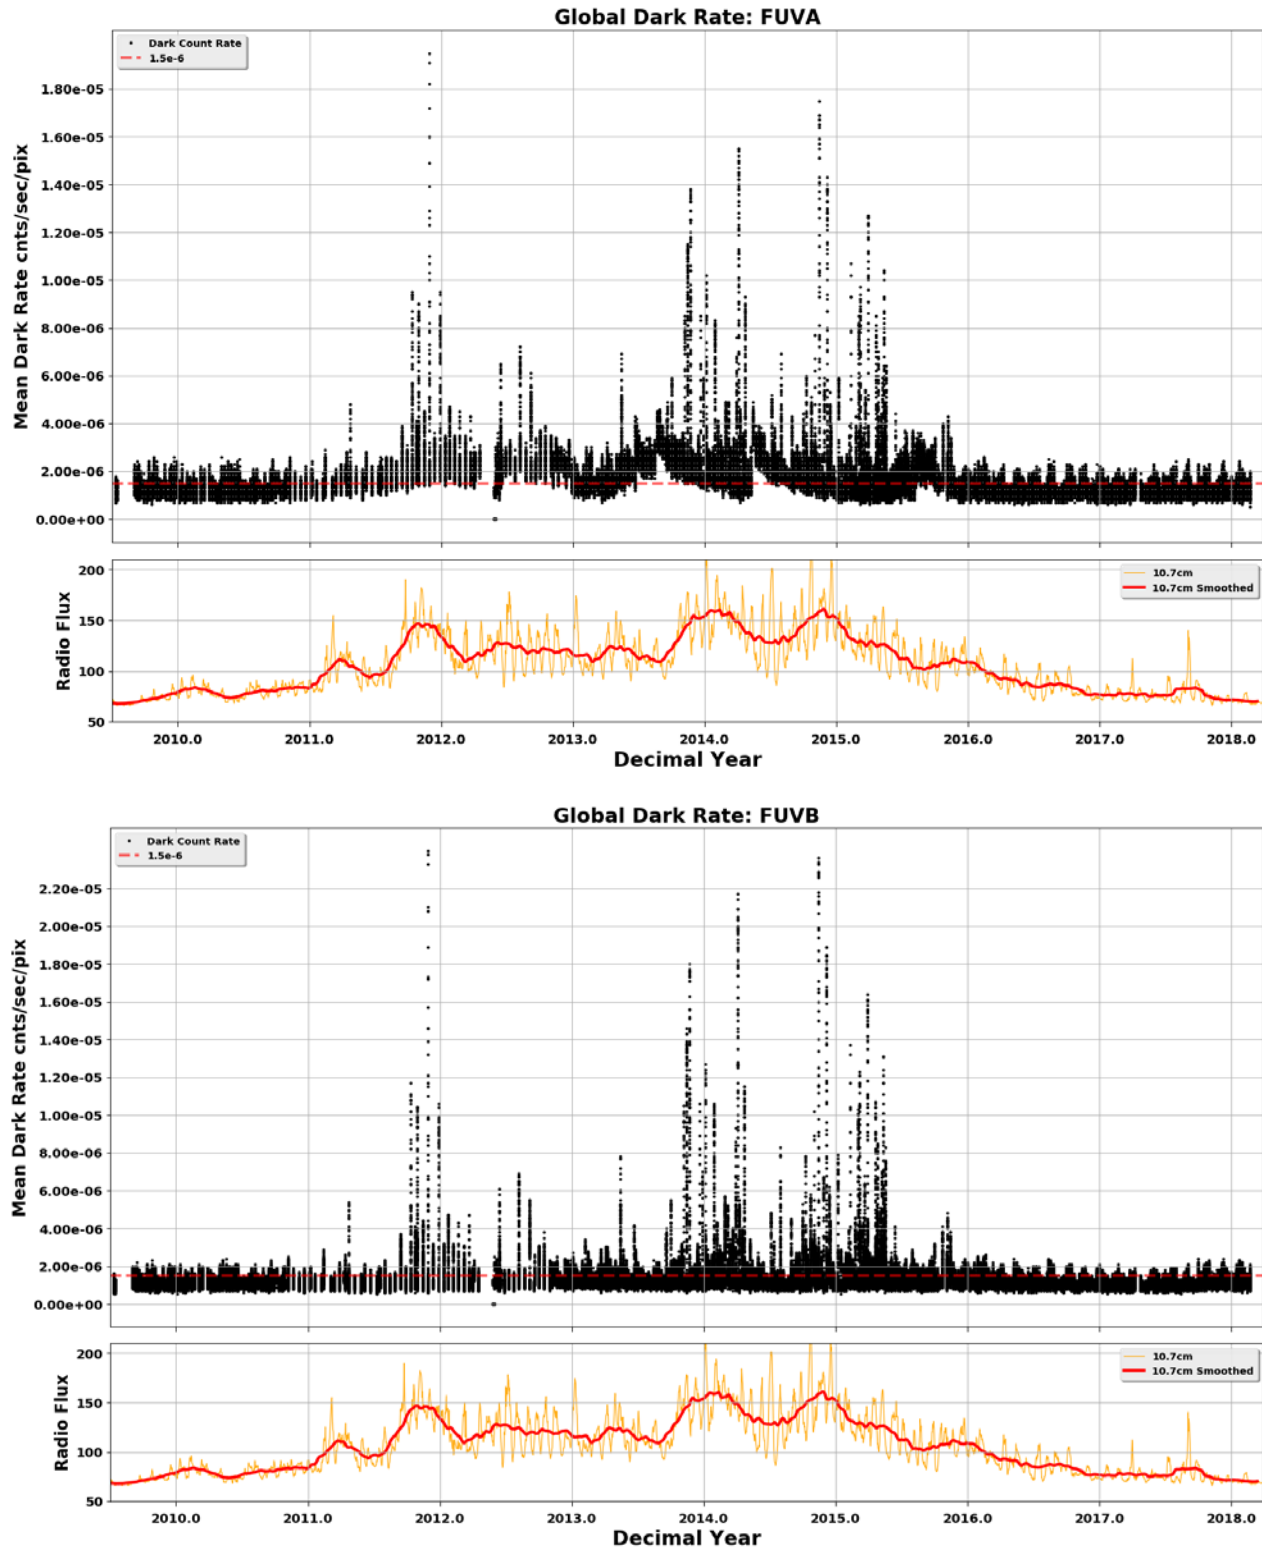 Global Dark Rate: FUVA
Dark Count Rate
1.5e-6
Mean Dark Rate cnts/sec/pix
1.80e-05
1.60e-05
1.40e-05
1.20e-05
1.00e-05
8.00e-06
6.00e-06
4.00e-06
2.00e-06
0.00e+00
10.7cm
10.7cm Smoothed
Radio Flux
200
150
100
50
2010.0 2011.0 2012.0 2013.0 2014.0 2015.0 2016.0 2017.0 2018.0
Decimal Year
Global Dark Rate: FUVB
Dark Count Rate
1.5e-6
Mean Dark Rate cnts/sec/pix
2.20e-05
2.00e-05
1.80e-05
1.60e-05
1.40e-05
1.20e-05
1.00e-05
8.00e-06
6.00e-06
4.00e-06
2.00e-06
0.00e+00
10.7cm
10.7cm Smoothed
Radio Flux
200
150
100
50
2010.0 2011.0 2012.0 2013.0 2014.0 2015.0 2016.0 2017.0 2018.0
Decimal Year